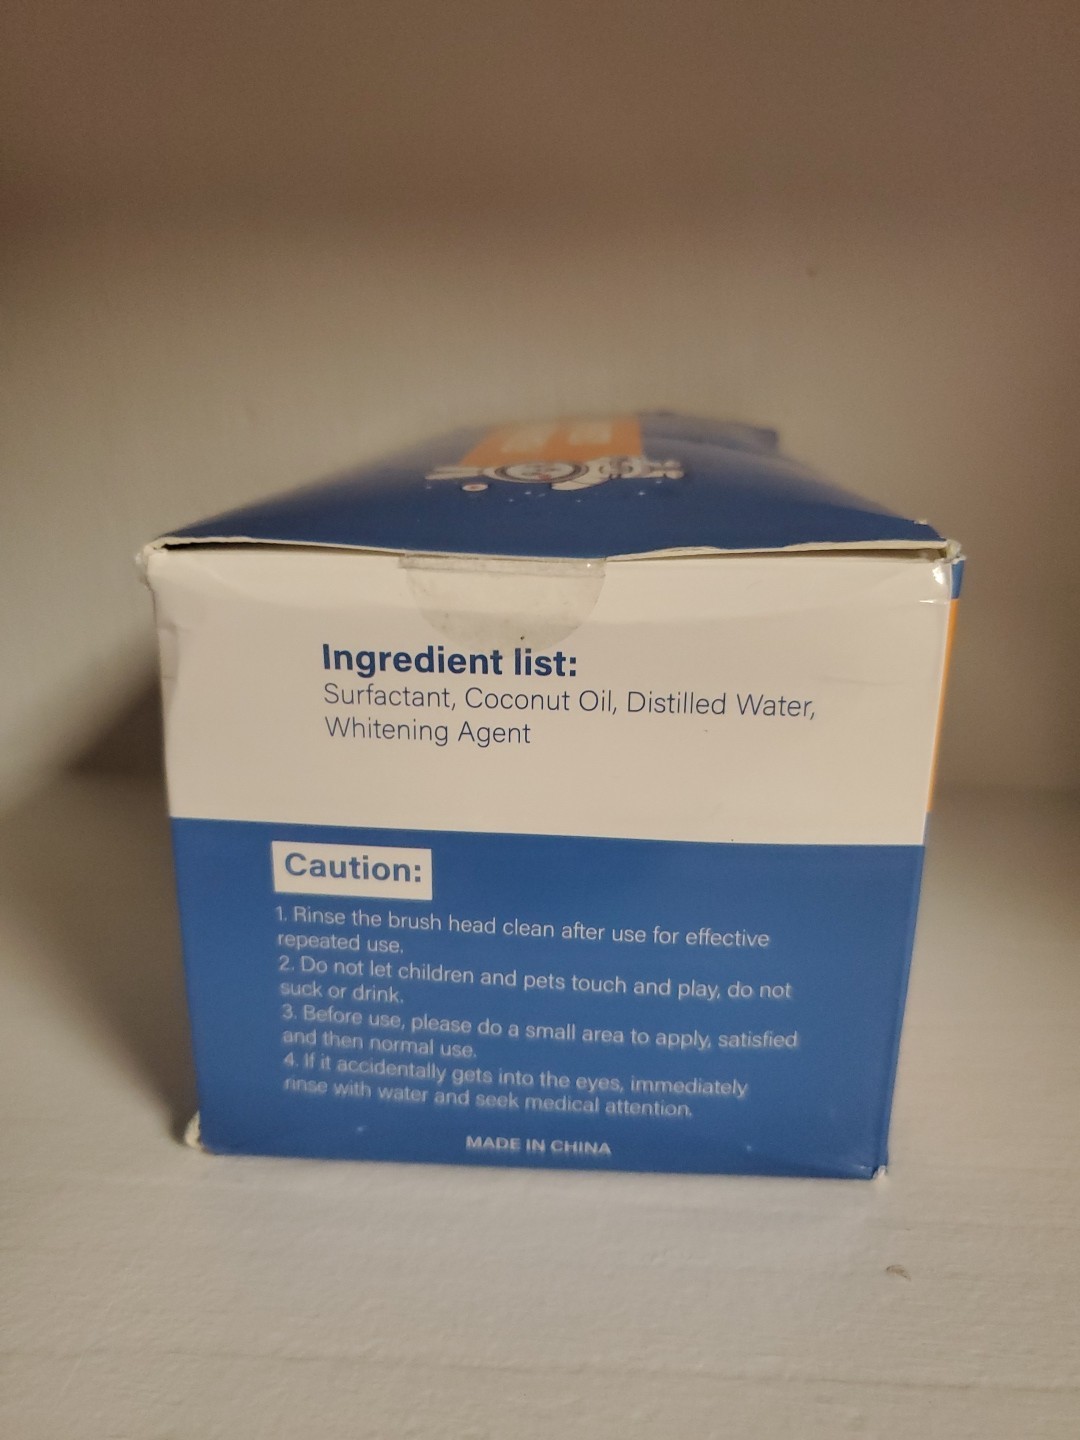 Ingredient list:
Surfactant, Coconut Oil, Distilled Water,
Whitening Agent
Caution:
1. Rinse the brush head clean after use for effective
repeated use.
2. Do not let children and pets touch and play, do not
suck or drink.
3. Before use, please do a small area to apply, satisfied
and then normal use.
4. If it accidentally gets into the eyes, immediately
rinse with water and seek medical attention.
MADE IN CHINA